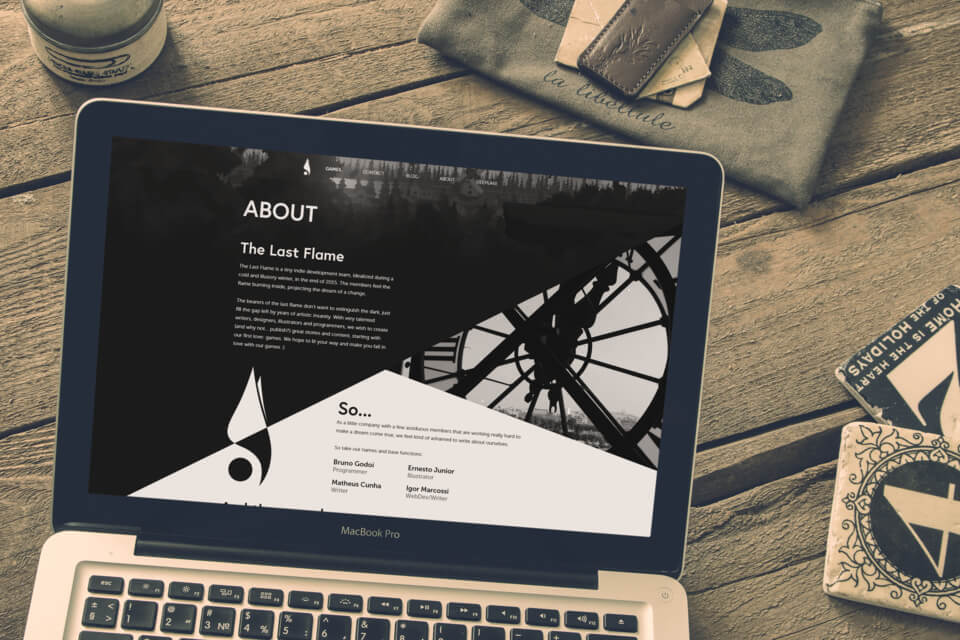 la libellule
GAMES CONTACT BLOG ABOUT
ABOUT
The Last Flame
The Last Flame is a tiny indie development team, idealized during a
cold and illusory winter, in the end of 2015. The members feel the
flame burning inside, projecting the dream of a change.
The bearers of the last flame don't want to extinguish the dark, just
fill the gap left by years of artistic insanity. With very talented
writers, designers, illustrators and programmers, we wish to create
(and why not... publish?) great stories and content, starting with
our first love: games. We hope to lit your way and make you fall in
love with our games :)
So...
As a little company with a few assiduous members that are working really hard to
make a dream come true, we feel kind of ashamed to write about ourselves.
So take our names and base functions:
Bruno Godoi
Programmer
Ernesto Junior
Illustrator
Matheus Cunha
Writer
Igor Marcossi
WebDev/Writer
MacBook Pro
HOME IS THE HEART
OF THE HOLIDAYS
esc